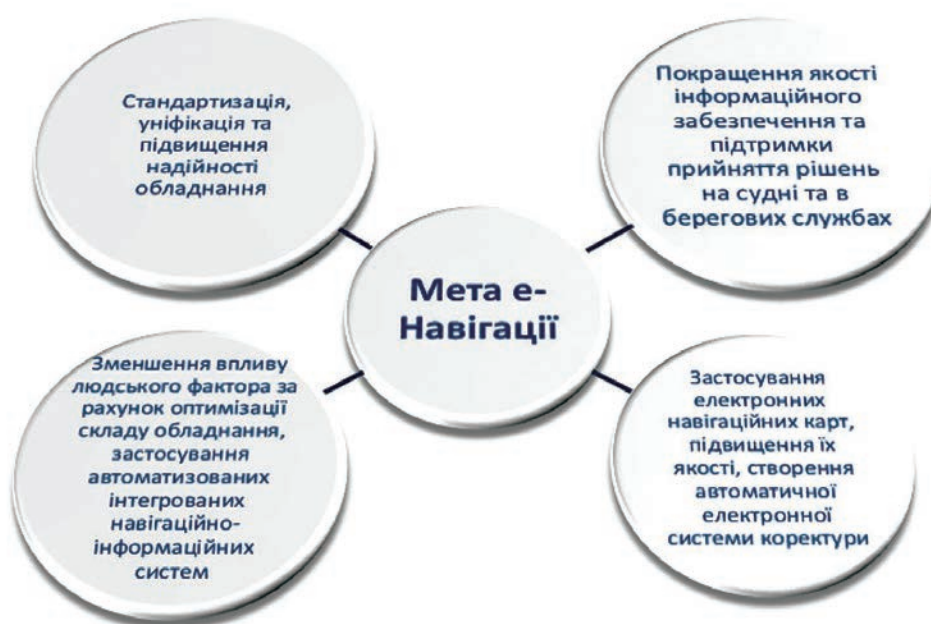 Стандартизація,
уніфікація та
підвищення
надійності
обладнання
Покращення якості
інформаційного
забезпечення та
підтримки
прийняття рішень
на судні та в
берегових службах
Мета е-
Навігації
Зменшення впливу
людського фактора за
рахунок оптимізації
складу обладнання,
застосування
автоматизованих
інтегрованих
навігаційно-
інформаційних
систем
Застосування
електронних
навігаційних карт,
підвищення їх
якості, створення
автоматичної
електронної
системи коректури